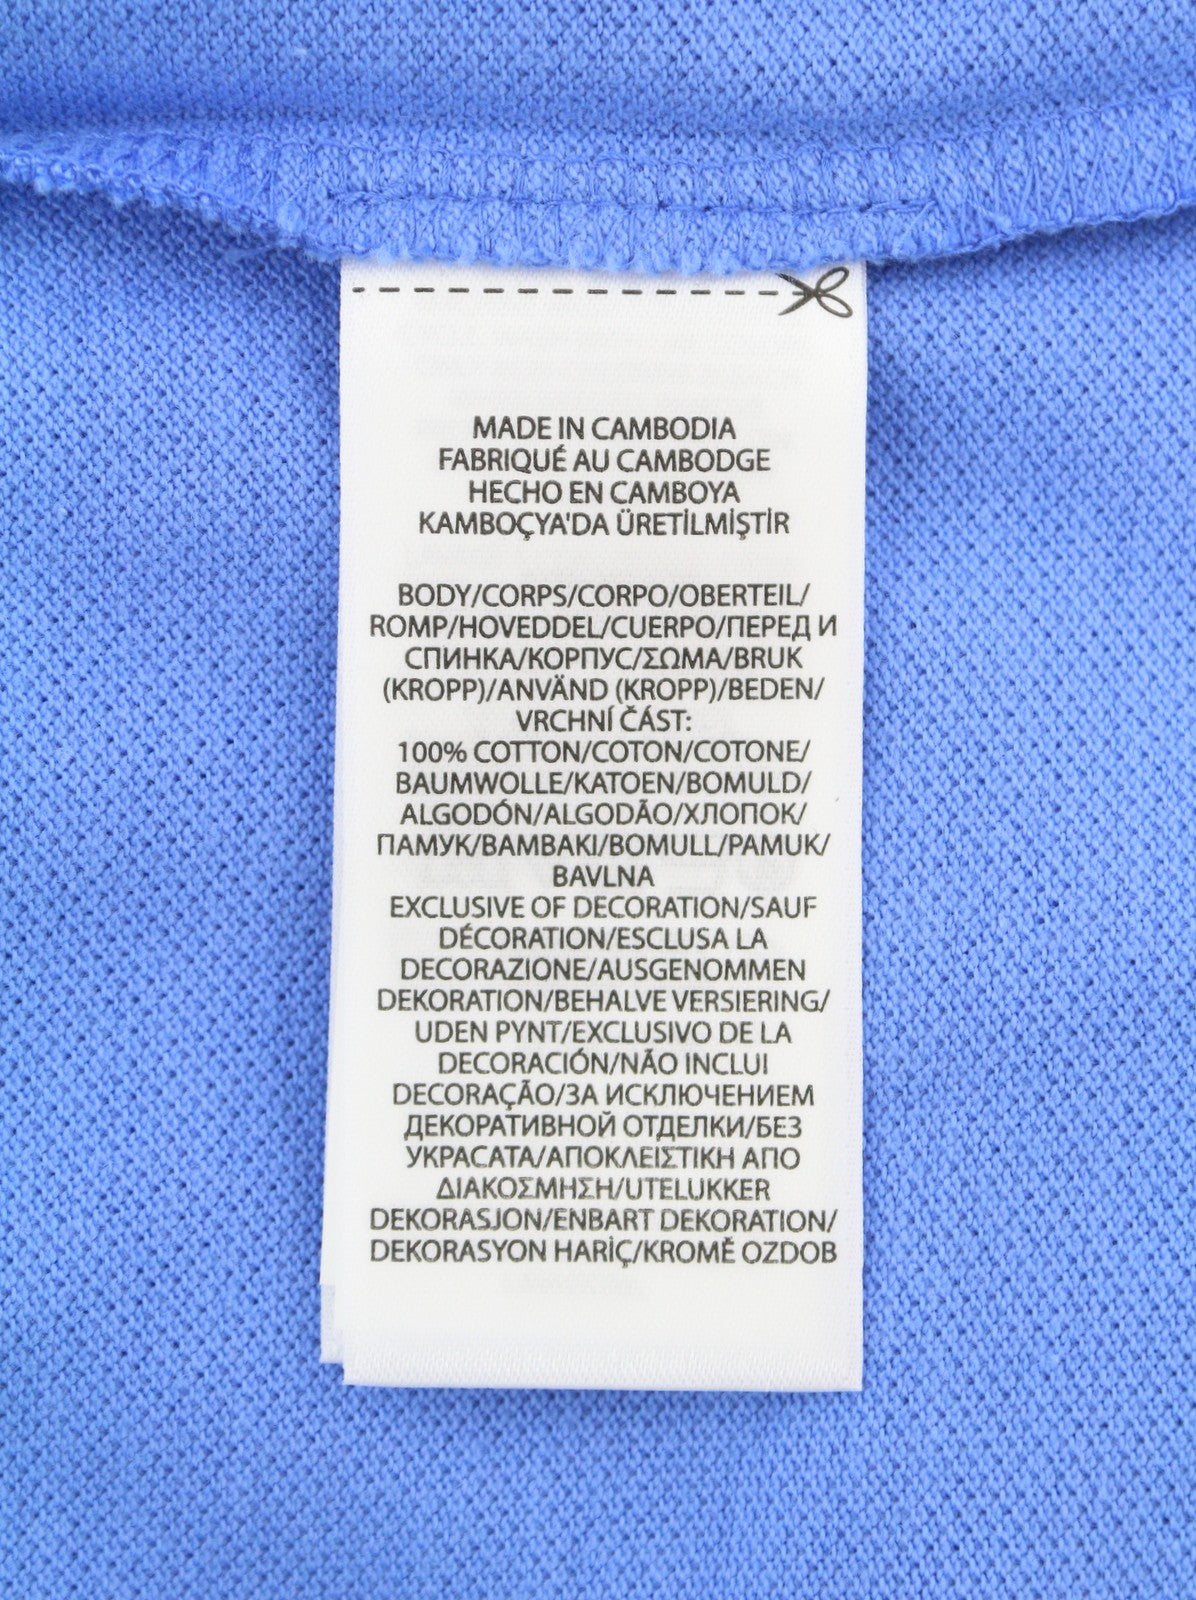 MADE IN CAMBODIA
FABRIQUÉ AU CAMBODGE
HECHO EN CAMBOYA
KAMBOÇYA'DA ÜRETİLMİŞTİR
BODY/CORPS/CORPO/OBERTEIL/
ROMP/HOVEDDEL/CUERPO/ПЕРЕД И
СПИНКА/КОРПУС/ΣΩΜΑ/BRUK
(KROPP)/ANVÄND (KROPP)/BEDEN/
VRCHNÍ ČÁST:
100% COTTON/COTON/COTONE/
BAUMWOLLE/KATOEN/BOMULD/
ALGODÓN/ALGODÃO/ХЛОПОК/
ПАМУК/ΒΑΜΒΑΚΙ/BOMULL/PAMUK/
BAVLNA
EXCLUSIVE OF DECORATION/SAUF
DÉCORATION/ESCLUSA LA
DECORAZIONE/AUSGENOMMEN
DEKORATION/BEHALVE VERSIERING/
UDEN PYNT/EXCLUSIVO DE LA
DECORACIÓN/NÃO INCLUI
DECORAÇÃO/ЗА ИСКЛЮЧЕНИЕМ
ДЕКОРАТИВНОЙ ОТДЕЛКИ/БЕЗ
УКРАСАТА/ΑΠΟΚΛΕΙΣΤΙΚΗ ΑΠΟ
ΔΙΑΚΟΣΜΗΣΗ/UTELUKKER
DEKORASJON/ENBART DEKORATION/
DEKORASYON HARİÇ/KROMĚ OZDOB